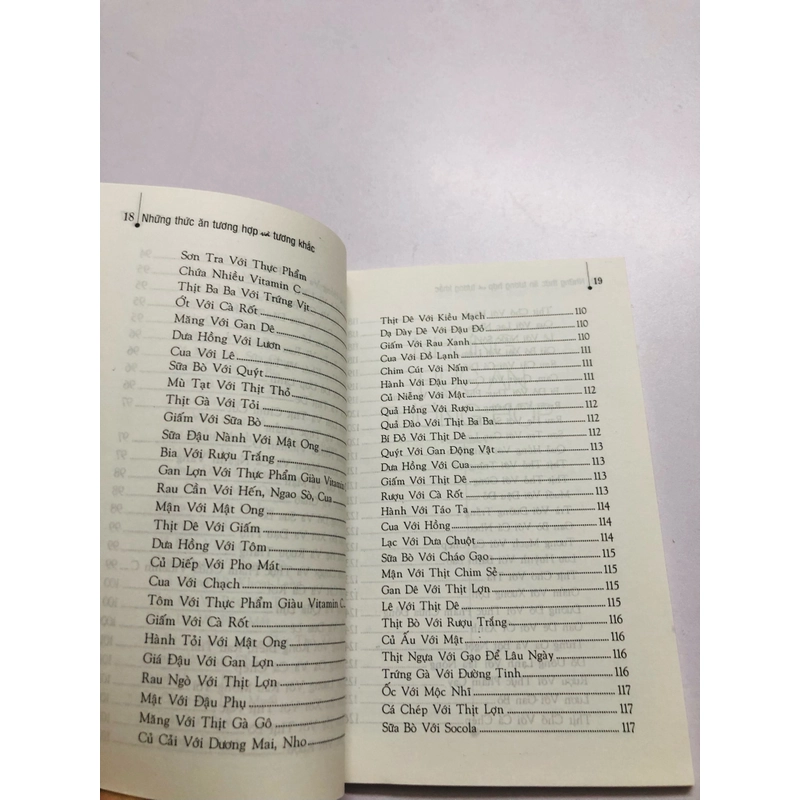 18 Những thức ăn tương hợp và tương khắc
Sơn Tra Với Thực Phẩm
Chứa Nhiều Vitamin C
Thịt Ba Ba Với Trứng Vịt
Ớt Với Cà Rốt
Măng Với Gan Dê
Dưa Hồng Với Lươn
Cua Với Lê
Sữa Bò Với Quýt
Mù Tạt Với Thịt Thỏ
Thịt Gà Với Tỏi
Giấm Với Sữa Bò
Sữa Đậu Nành Với Mật Ong
Bia Với Rượu Trắng
Gan Lợn Với Thực Phẩm Giàu Vitamin
Rau Cần Với Hến, Ngao Sò, Cua
Mận Với Mật Ong
Thịt Dê Với Giấm
Dưa Hồng Với Tôm
Củ Diếp Với Pho Mát
Cua Với Chạch
Tôm Với Thực Phẩm Giàu Vitamin C
Giấm Với Cà Rốt
Hành Tỏi Với Mật Ong
Giá Đậu Với Gan Lợn
Rau Ngò Với Thịt Lợn
Mật Với Đậu Phụ
Măng Với Thịt Gà Gô
Củ Cải Với Dương Mai, Nho
19
Thịt Dê Với Kiều Mạch 110
Dạ Dày Dê Với Đậu Đỏ 110
Giấm Với Rau Xanh 110
Cua Với Đồ Lạnh 111
Chim Cút Với Nấm 111
Hành Với Đậu Phụ 111
Củ Niễng Với Mật 112
Quả Hồng Với Rượu 112
Quả Đào Với Thịt Ba Ba 112
Bí Đỏ Với Thịt Dê 112
Quýt Với Gan Động Vật 113
Dưa Hồng Với Cua 113
Giấm Với Thịt Dê 113
Rượu Với Cà Rốt 113
Hành Với Táo Ta 114
Cua Với Hồng 114
Lạc Với Dưa Chuột 114
Sữa Bò Với Cháo Gạo 115
Mận Với Thịt Chim Sẻ 115
Gan Dê Với Thịt Lợn 115
Lê Với Thịt Dê 115
Thịt Bò Với Rượu Trắng 116
Củ Ấu Với Mật 116
Thịt Ngựa Với Gạo Để Lâu Ngày 116
Trứng Gà Với Đường Tinh 116
Ốc Với Mộc Nhĩ 117
Cá Chép Với Thịt Lợn 117
Sữa Bò Với Socola 117